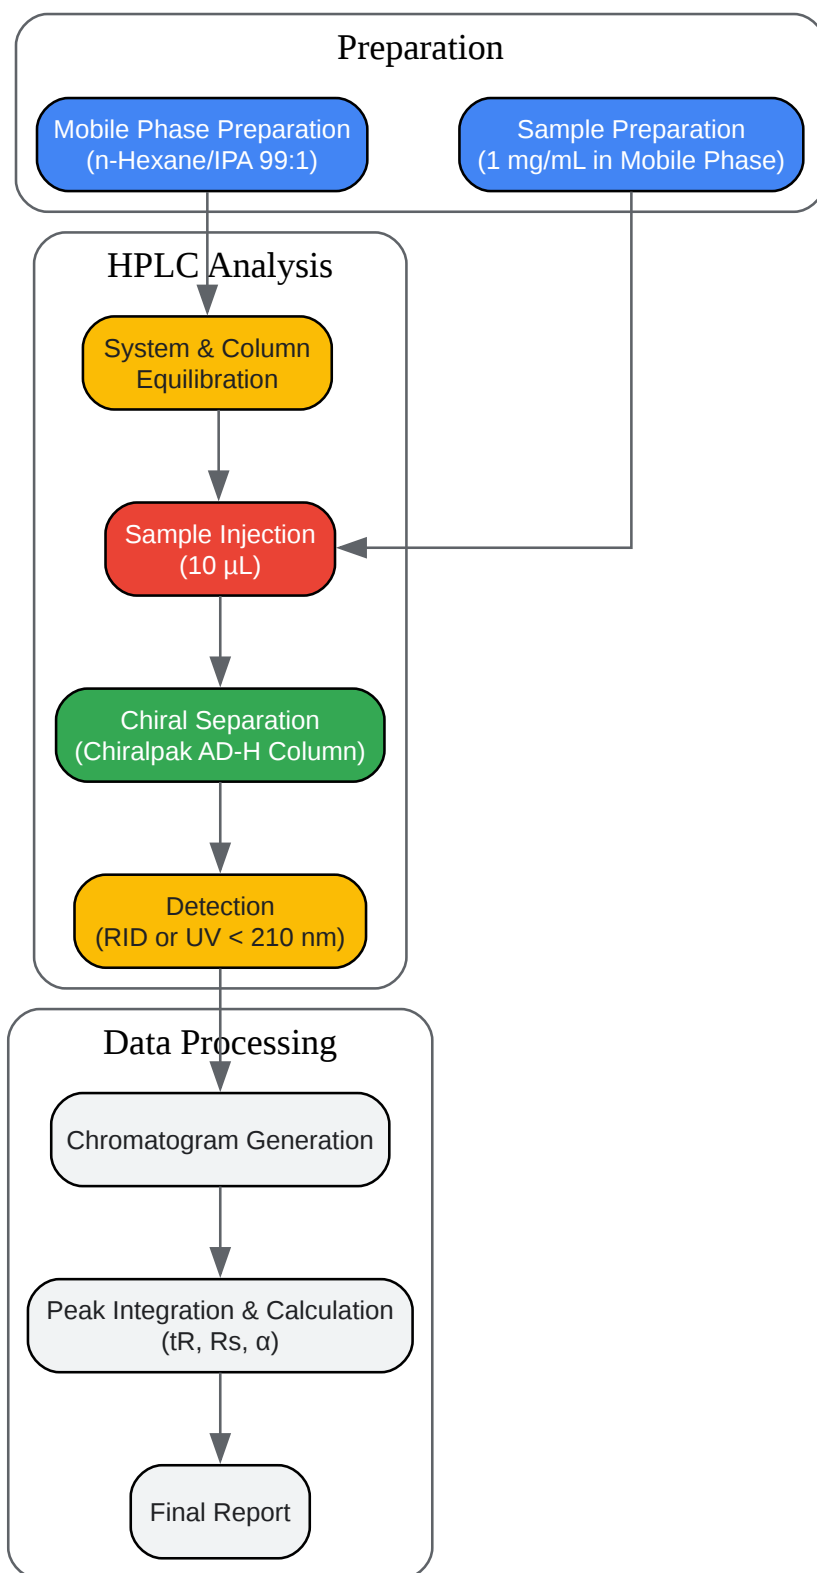 Preparation
Mobile Phase Preparation
(n-Hexane/IPA 99:1)
Sample Preparation
(1 mg/mL in Mobile Phase)
HPLC Analysis
System & Column
Equilibration
Sample Injection
(10 µL)
Chiral Separation
(Chiralpak AD-H Column)
Detection
(RID or UV < 210 nm)
Data Processing
Chromatogram Generation
Peak Integration & Calculation
(tR, Rs, α)
Final Report